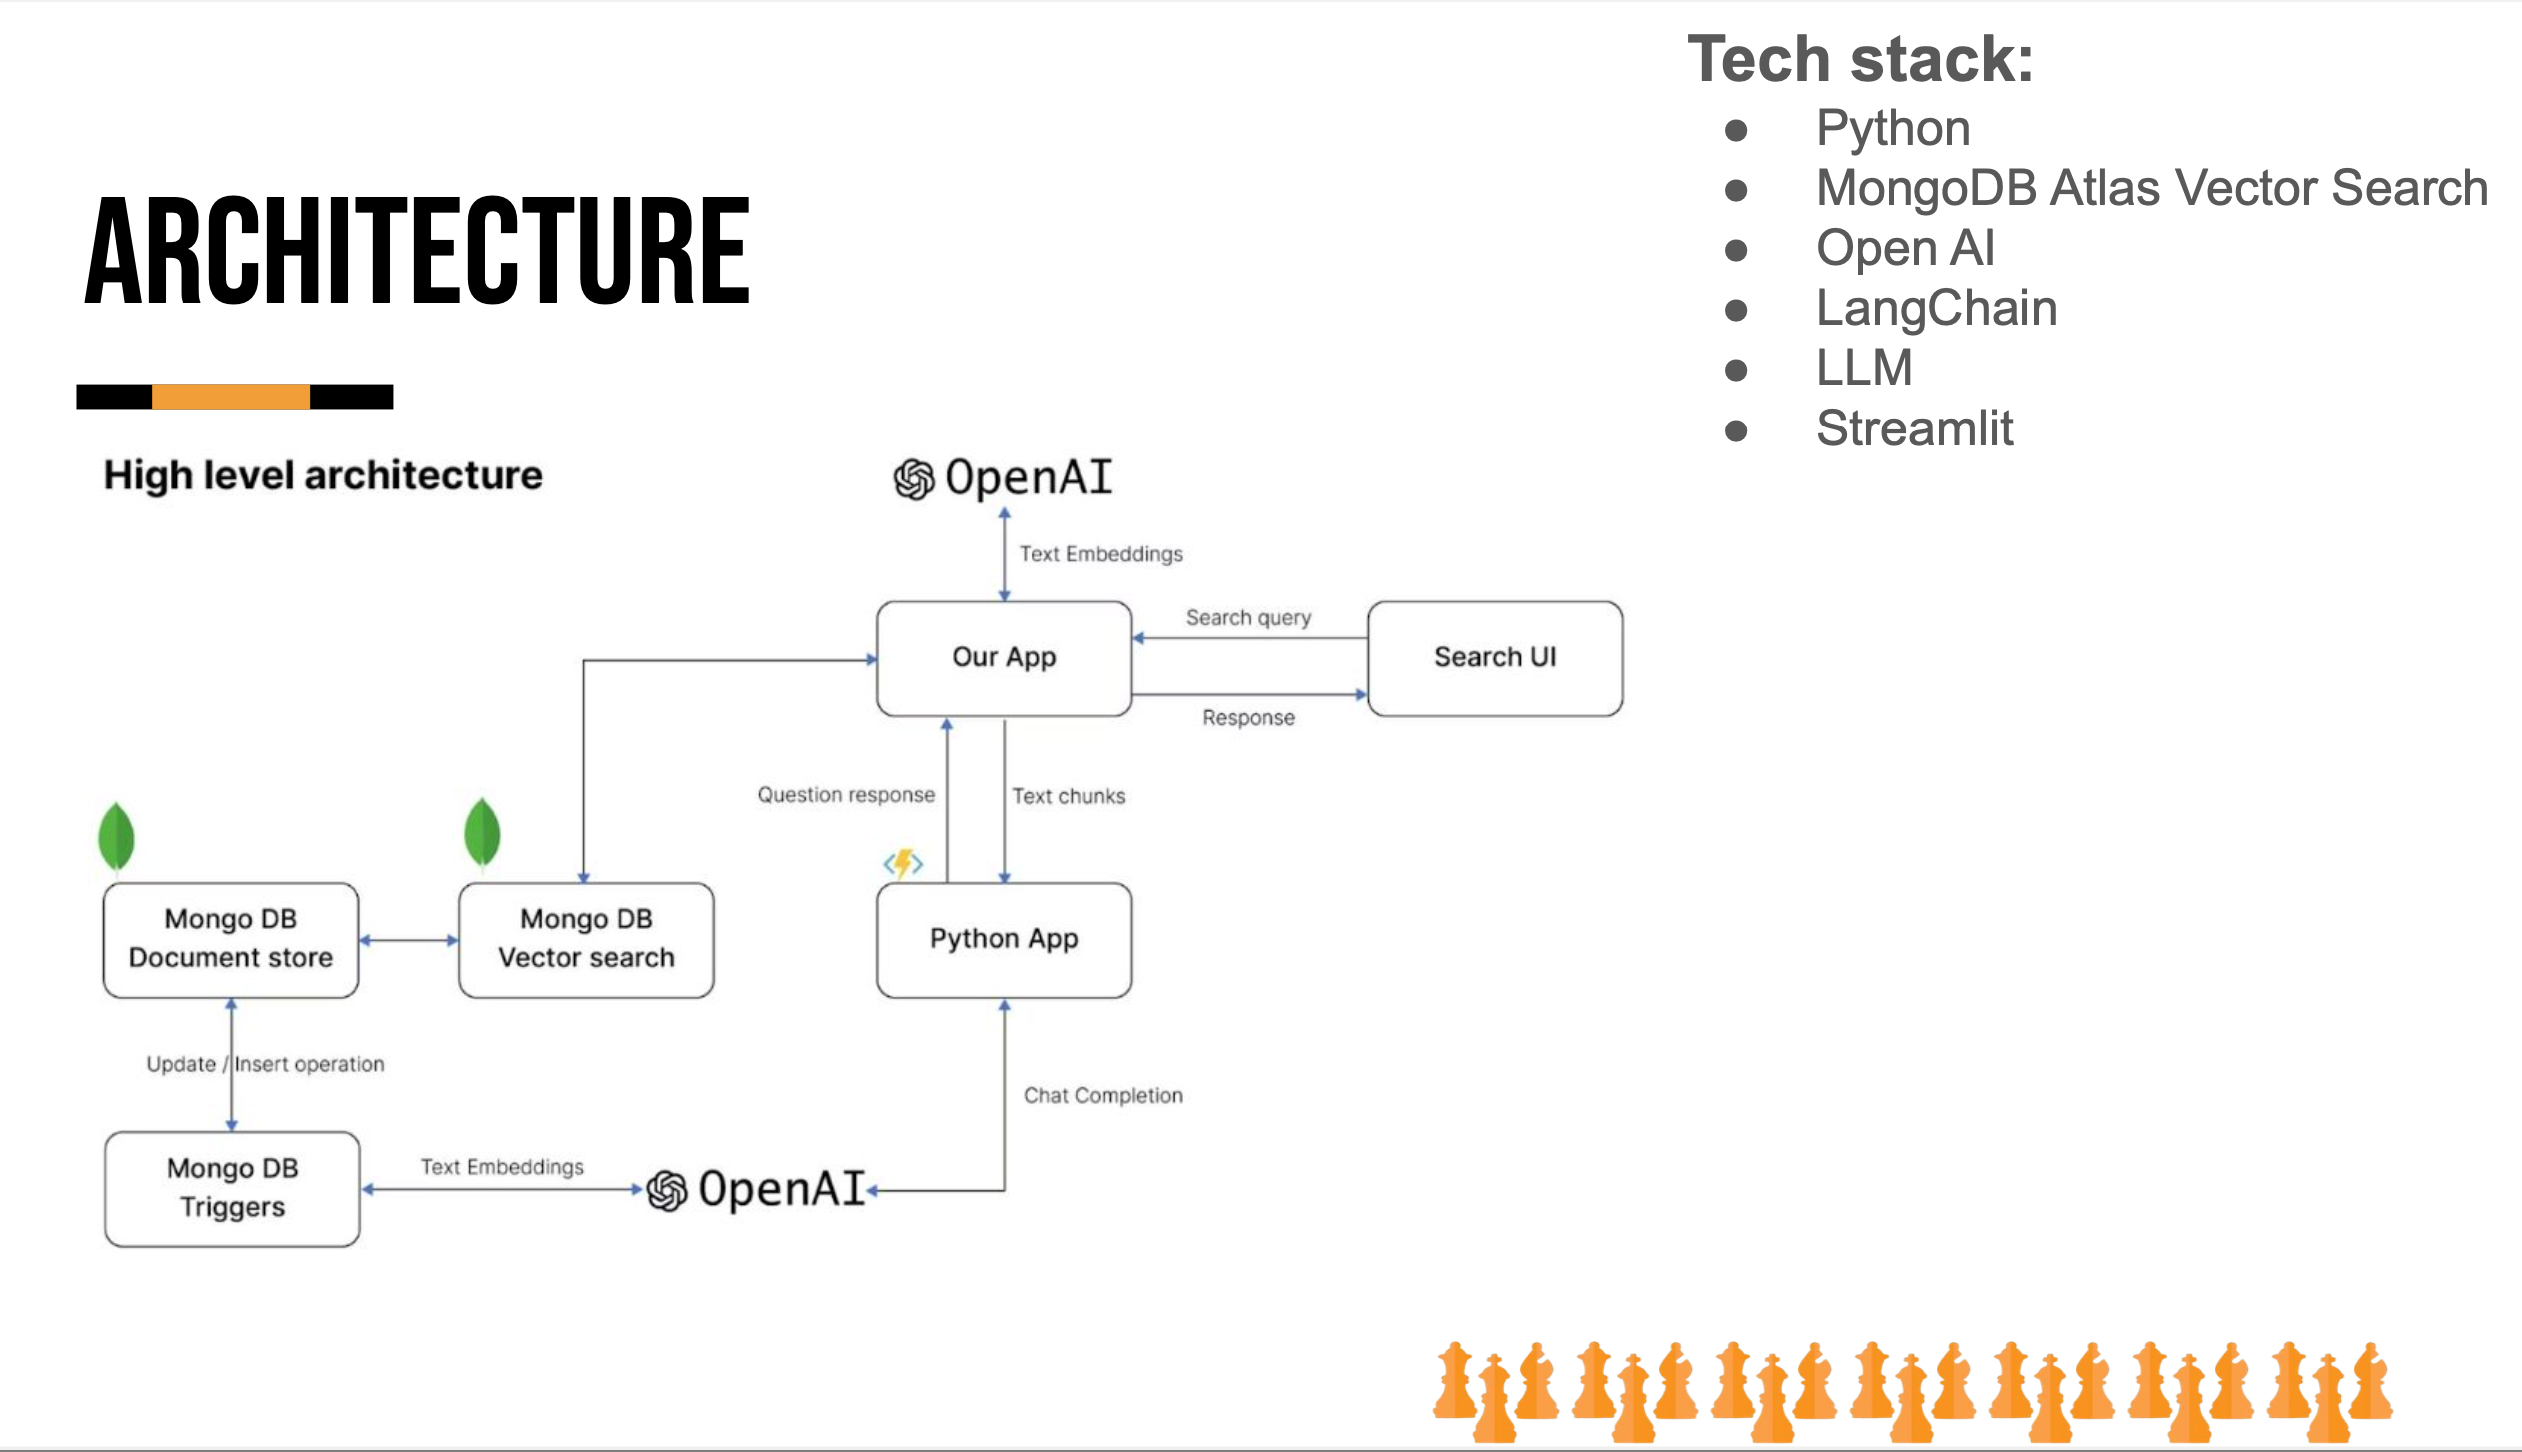 Tech stack:
● Python
● MongoDB Atlas Vector Search
● Open AI
● LangChain
● LLM
● Streamlit
ARCHITECTURE
High level architecture
OpenAI
Text Embeddings
Our App
Search query
Response
Search UI
Question response
Text chunks
Mongo DB
Document store
Mongo DB
Vector search
Python App
Update / Insert operation
Chat Completion
Mongo DB
Triggers
Text Embeddings
OpenAI